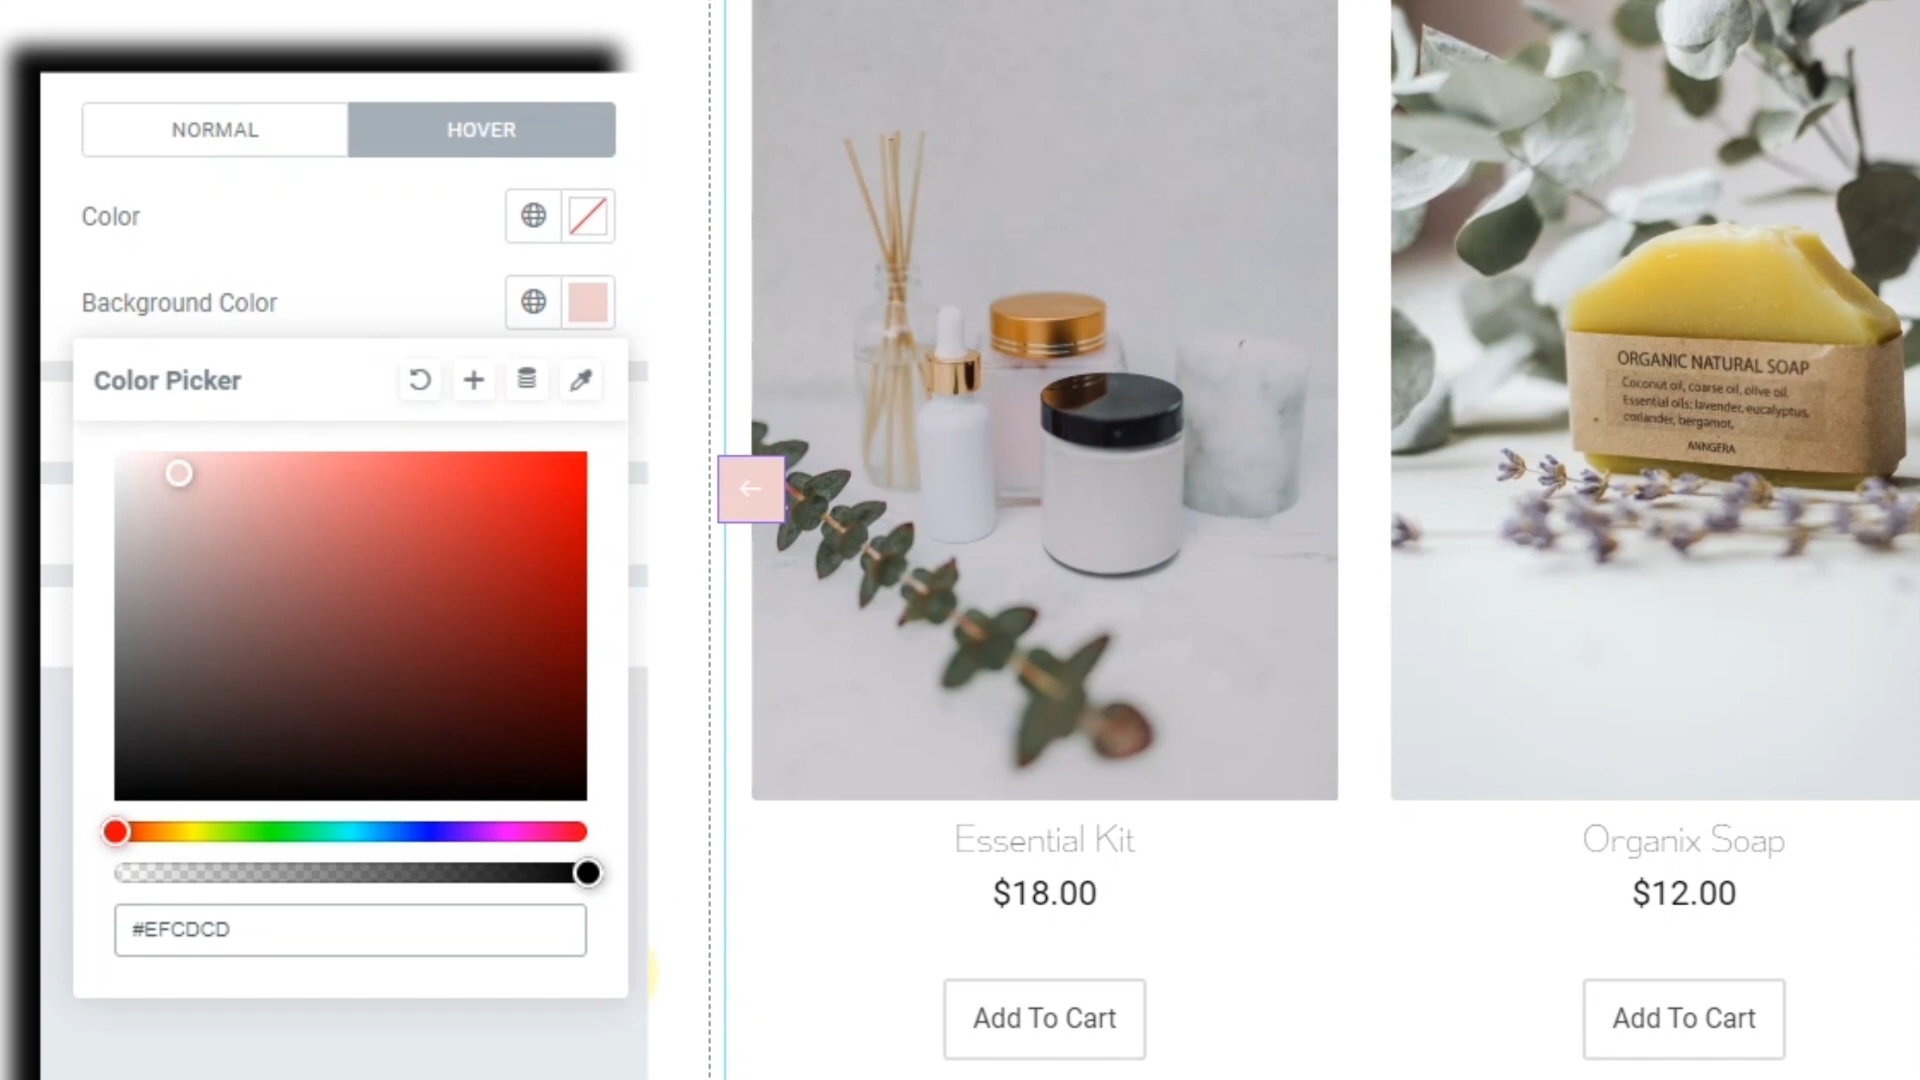 NORMAL
HOVER
Color
Background Color
Color Picker
#EFCDCD
ORGANIC NATURAL SOAP
Coconut oil, coarse oil, olive oil.
Essential oils: lavender, eucalyptus,
coriander, bergamot.
ANNGERA
Essential Kit
$18.00
Add To Cart
Organix Soap
$12.00
Add To Cart